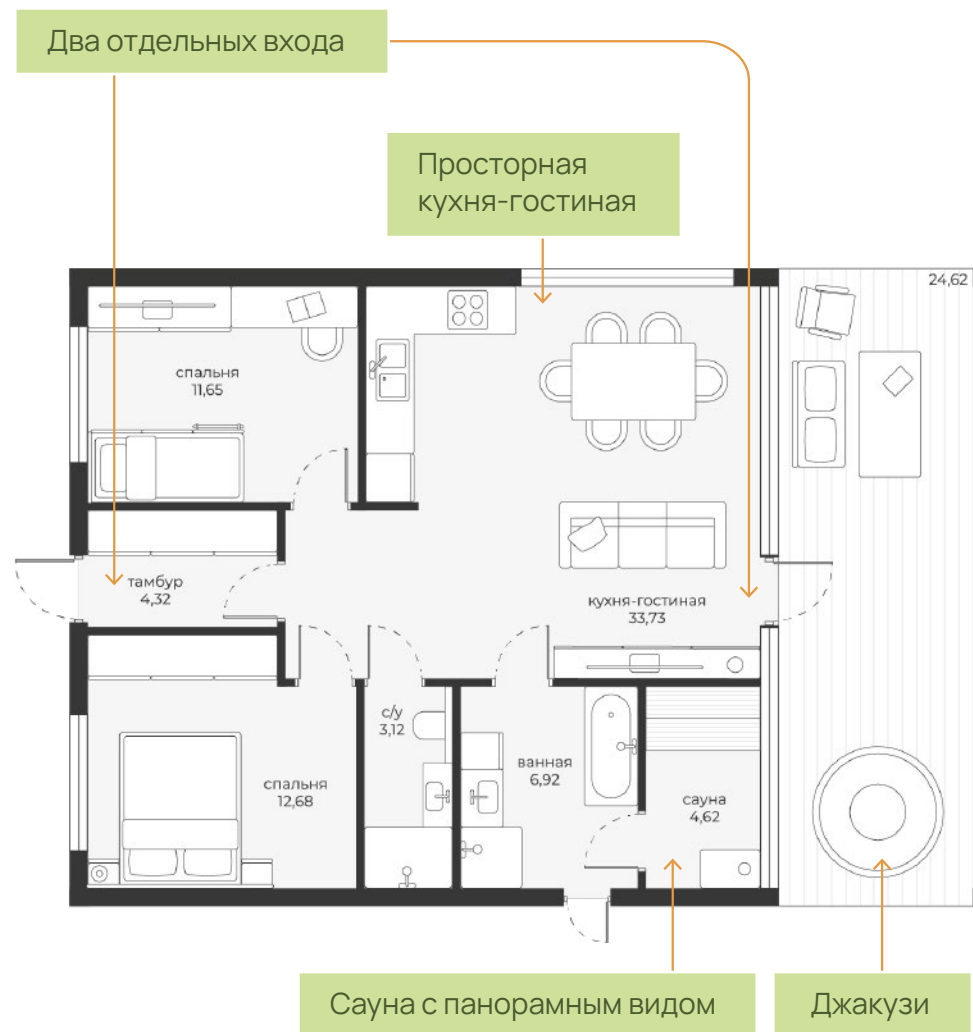 Два отдельных входа
Просторная
кухня-гостиная
24,62
спальня
11,65
тамбур
4,32
кухня-гостиная
33,73
с/у
3,12
ванная
6,92
спальня
12,68
сауна
4,62
Сауна с панорамным видом
Джакузи